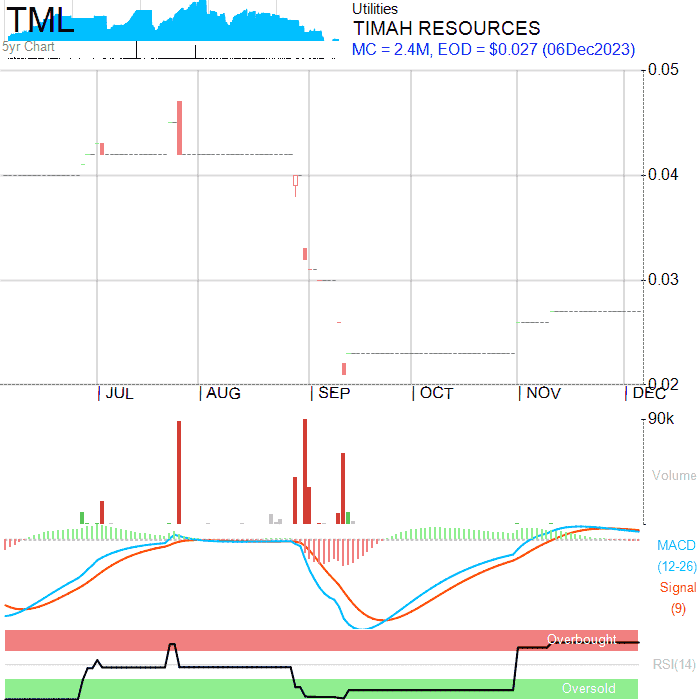 TML
Utilities
TIMAH RESOURCES
5yr Chart
MC = 2.4M, EOD = $0.027 (06Dec2023)
0.05
0.04
0.03
0.02
JUL AUG SEP OCT NOV DEC
90k
Volume
MACD
(12-26)
Signal
(9)
Overbought
RSI(14)
Oversold